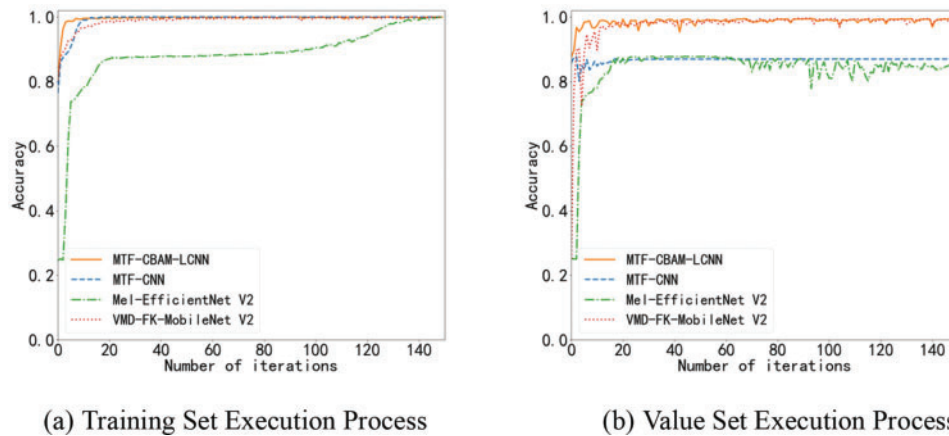 1.0
0.8
0.6
0.4
0.2
0.0
Accuracy
MTF-CBAM-LCNN
MTF-CNN
Mel-EfficientNet V2
VMD-FK-MobileNet V2
0 20 40 60 80 100 120 140
Number of iterations
(a) Training Set Execution Process
1.0
0.8
0.6
0.4
0.2
0.0
Accuracy
MTF-CBAM-LCNN
MTF-CNN
Mel-EfficientNet V2
VMD-FK-MobileNet V2
0 20 40 60 80 100 120 140
Number of iterations
(b) Value Set Execution Process